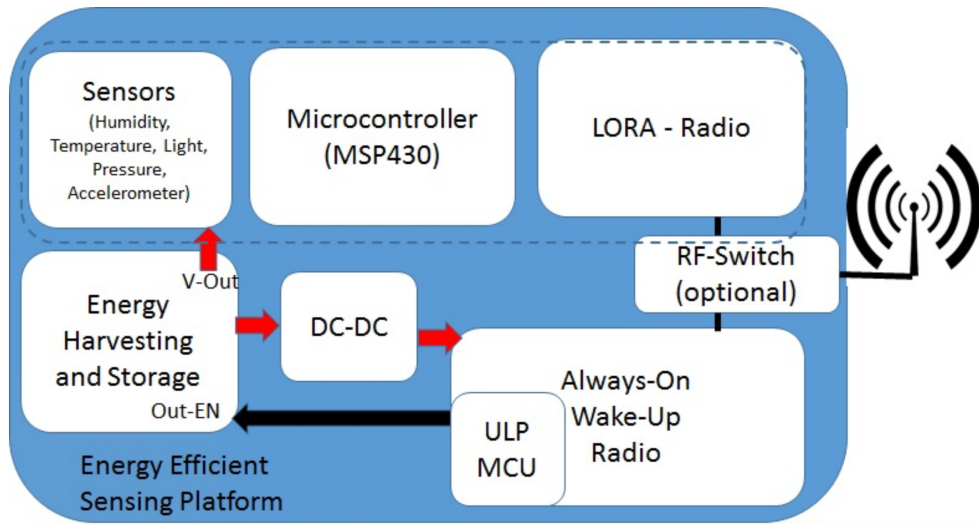 Sensors
(Humidity,
Temperature, Light,
Pressure,
Accelerometer)
Microcontroller
(MSP430)
LORA - Radio
V-Out
Energy
Harvesting
and Storage
Out-EN
DC-DC
RF-Switch
(optional)
Always-On
Wake-Up
Radio
ULP
MCU
Energy Efficient
Sensing Platform